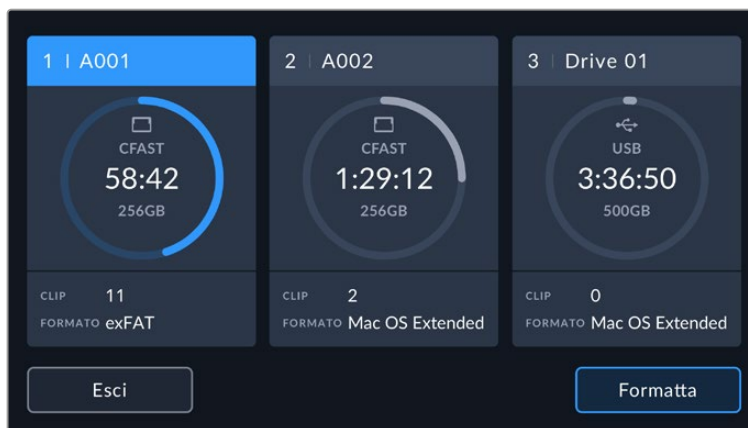 1 | A001
CFAST
58:42
256GB
CLIP 11
FORMATO exFAT
2 | A002
CFAST
1:29:12
256GB
CLIP 2
FORMATO Mac OS Extended
3 | Drive 01
USB
3:36:50
500GB
CLIP 0
FORMATO Mac OS Extended
Esci
Formatta